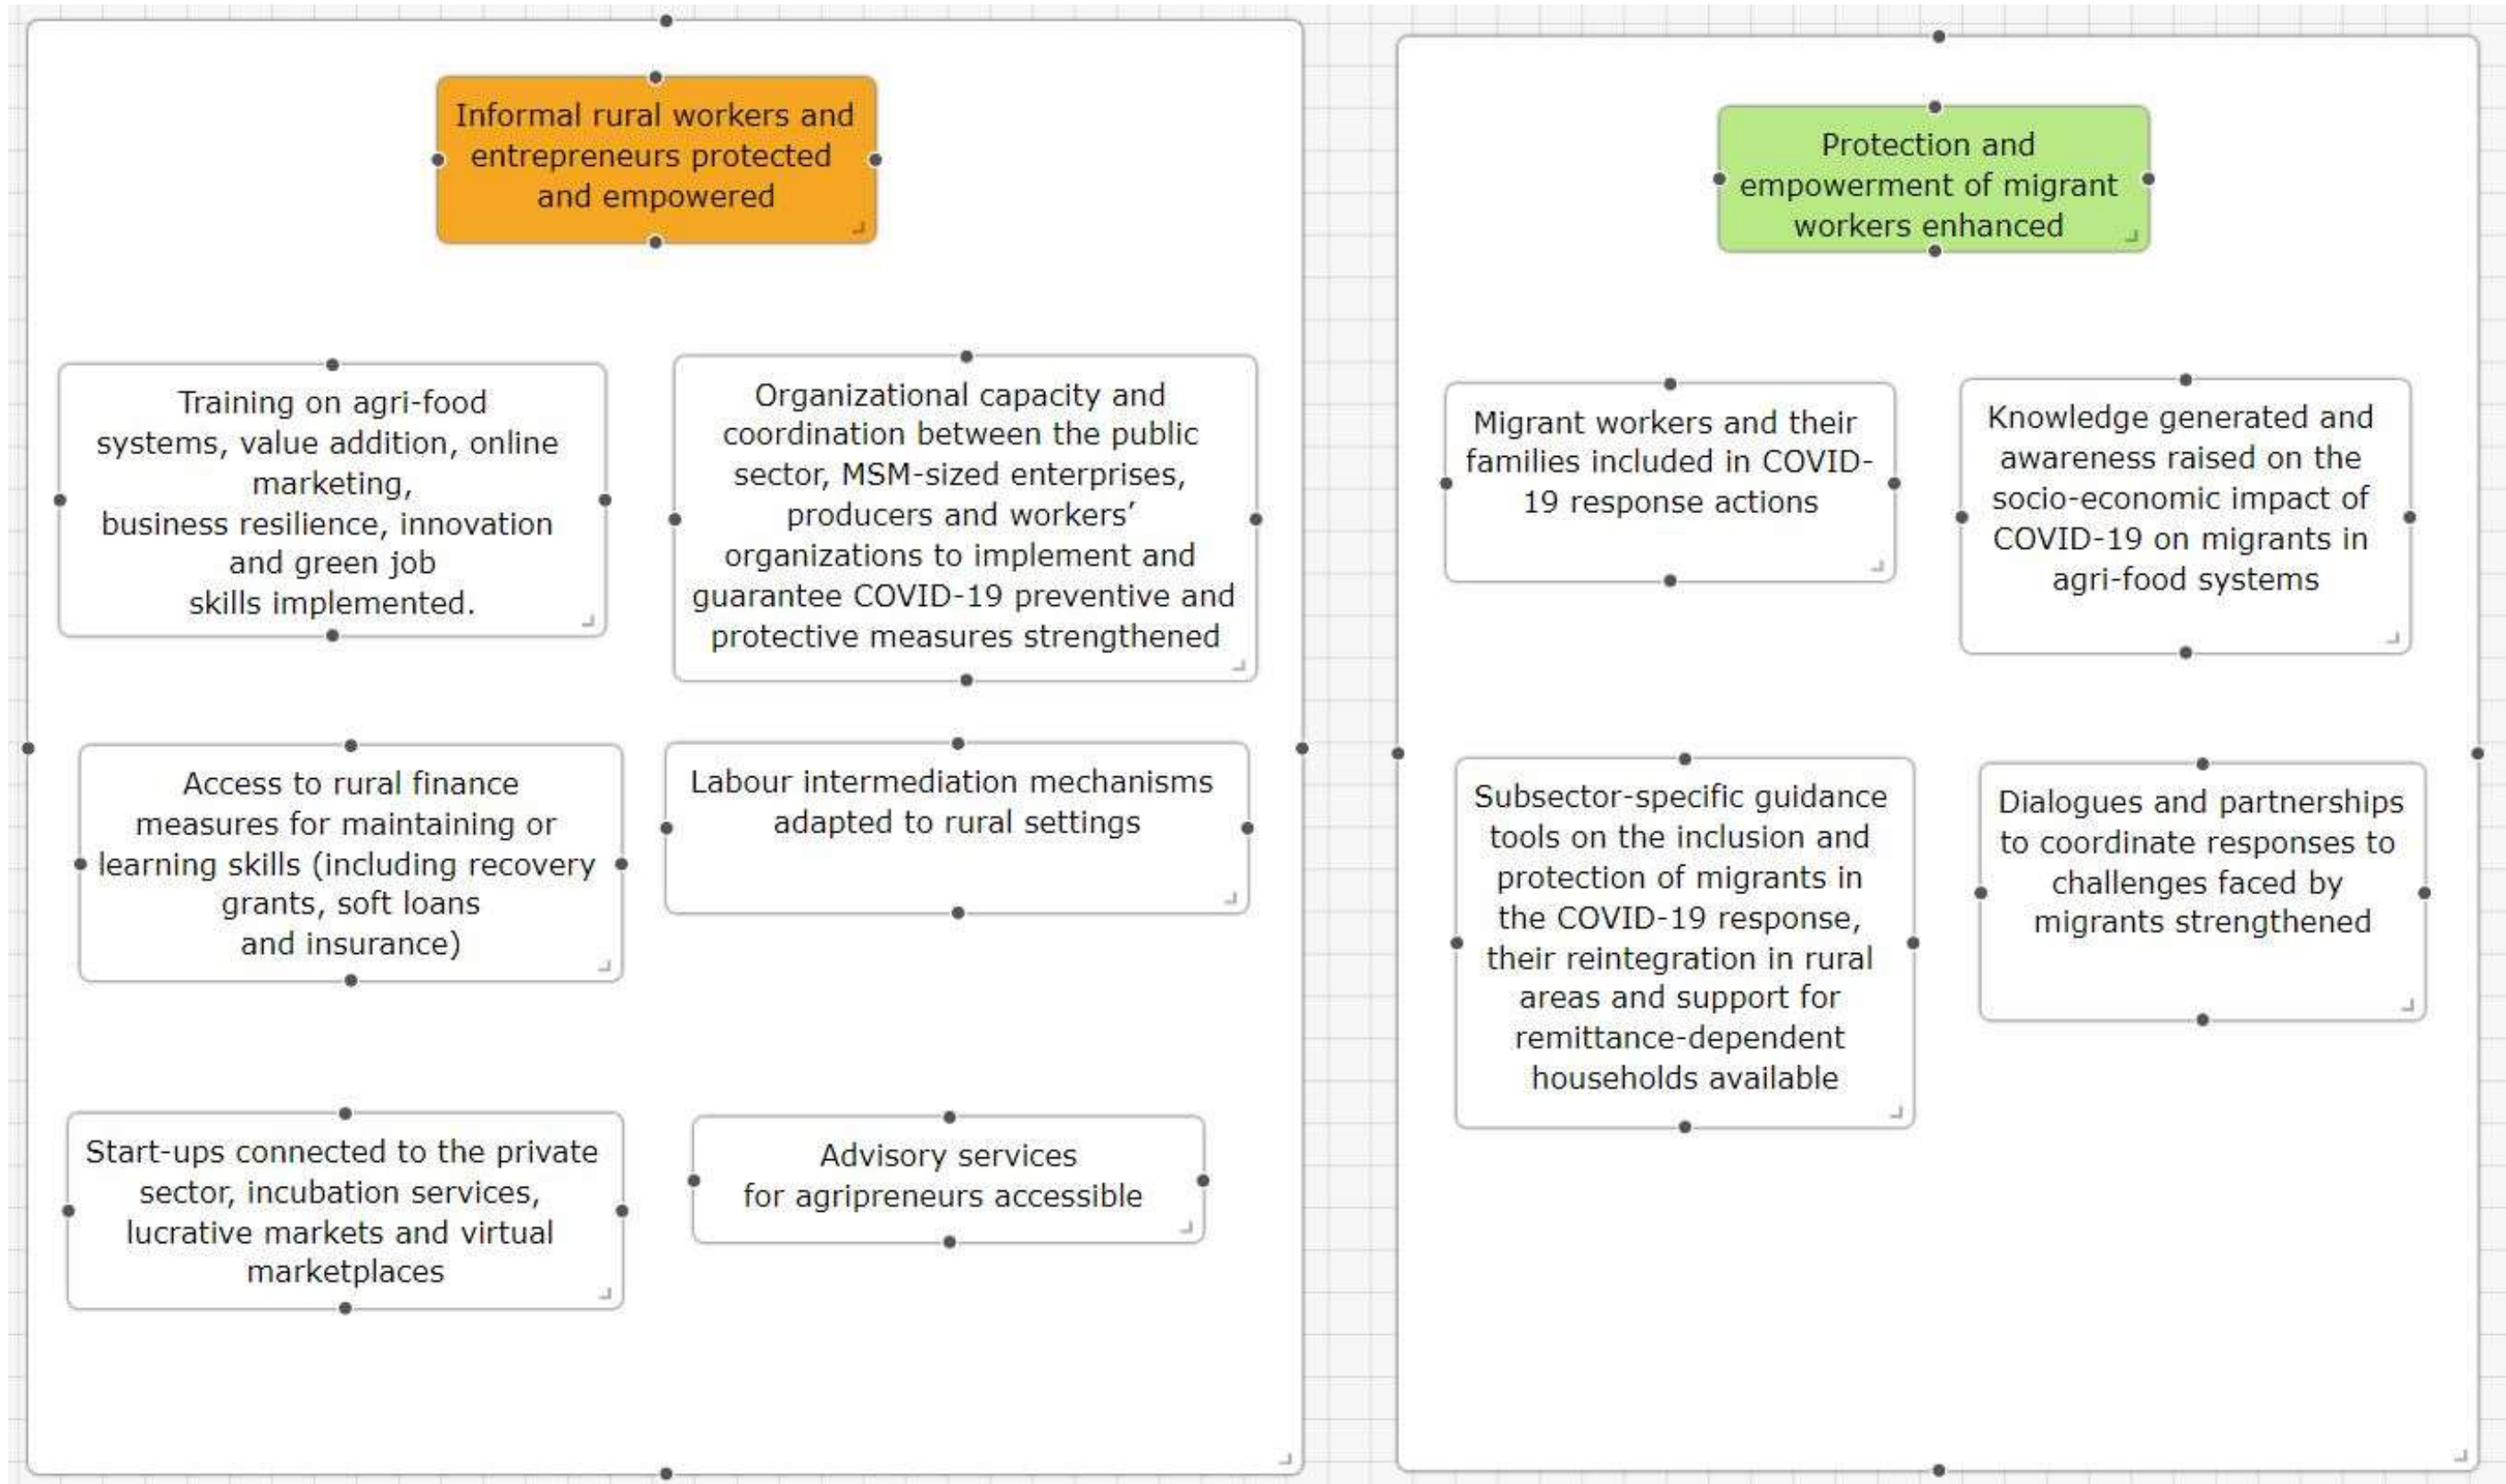 Informal rural workers and
entrepreneurs protected
and empowered
Training on agri-food
systems, value addition, online
marketing,
business resilience, innovation
and green job
skills implemented.
Organizational capacity and
coordination between the public
sector, MSM-sized enterprises,
producers and workers’
organizations to implement and
guarantee COVID-19 preventive and
protective measures strengthened
Access to rural finance
measures for maintaining or
learning skills (including recovery
grants, soft loans
and insurance)
Labour intermediation mechanisms
adapted to rural settings
Start-ups connected to the private
sector, incubation services,
lucrative markets and virtual
marketplaces
Advisory services
for agripreneurs accessible
Protection and
empowerment of migrant
workers enhanced
Migrant workers and their
families included in COVID-
19 response actions
Knowledge generated and
awareness raised on the
socio-economic impact of
COVID-19 on migrants in
agri-food systems
Subsector-specific guidance
tools on the inclusion and
protection of migrants in
the COVID-19 response,
their reintegration in rural
areas and support for
remittance-dependent
households available
Dialogues and partnerships
to coordinate responses to
challenges faced by
migrants strengthened